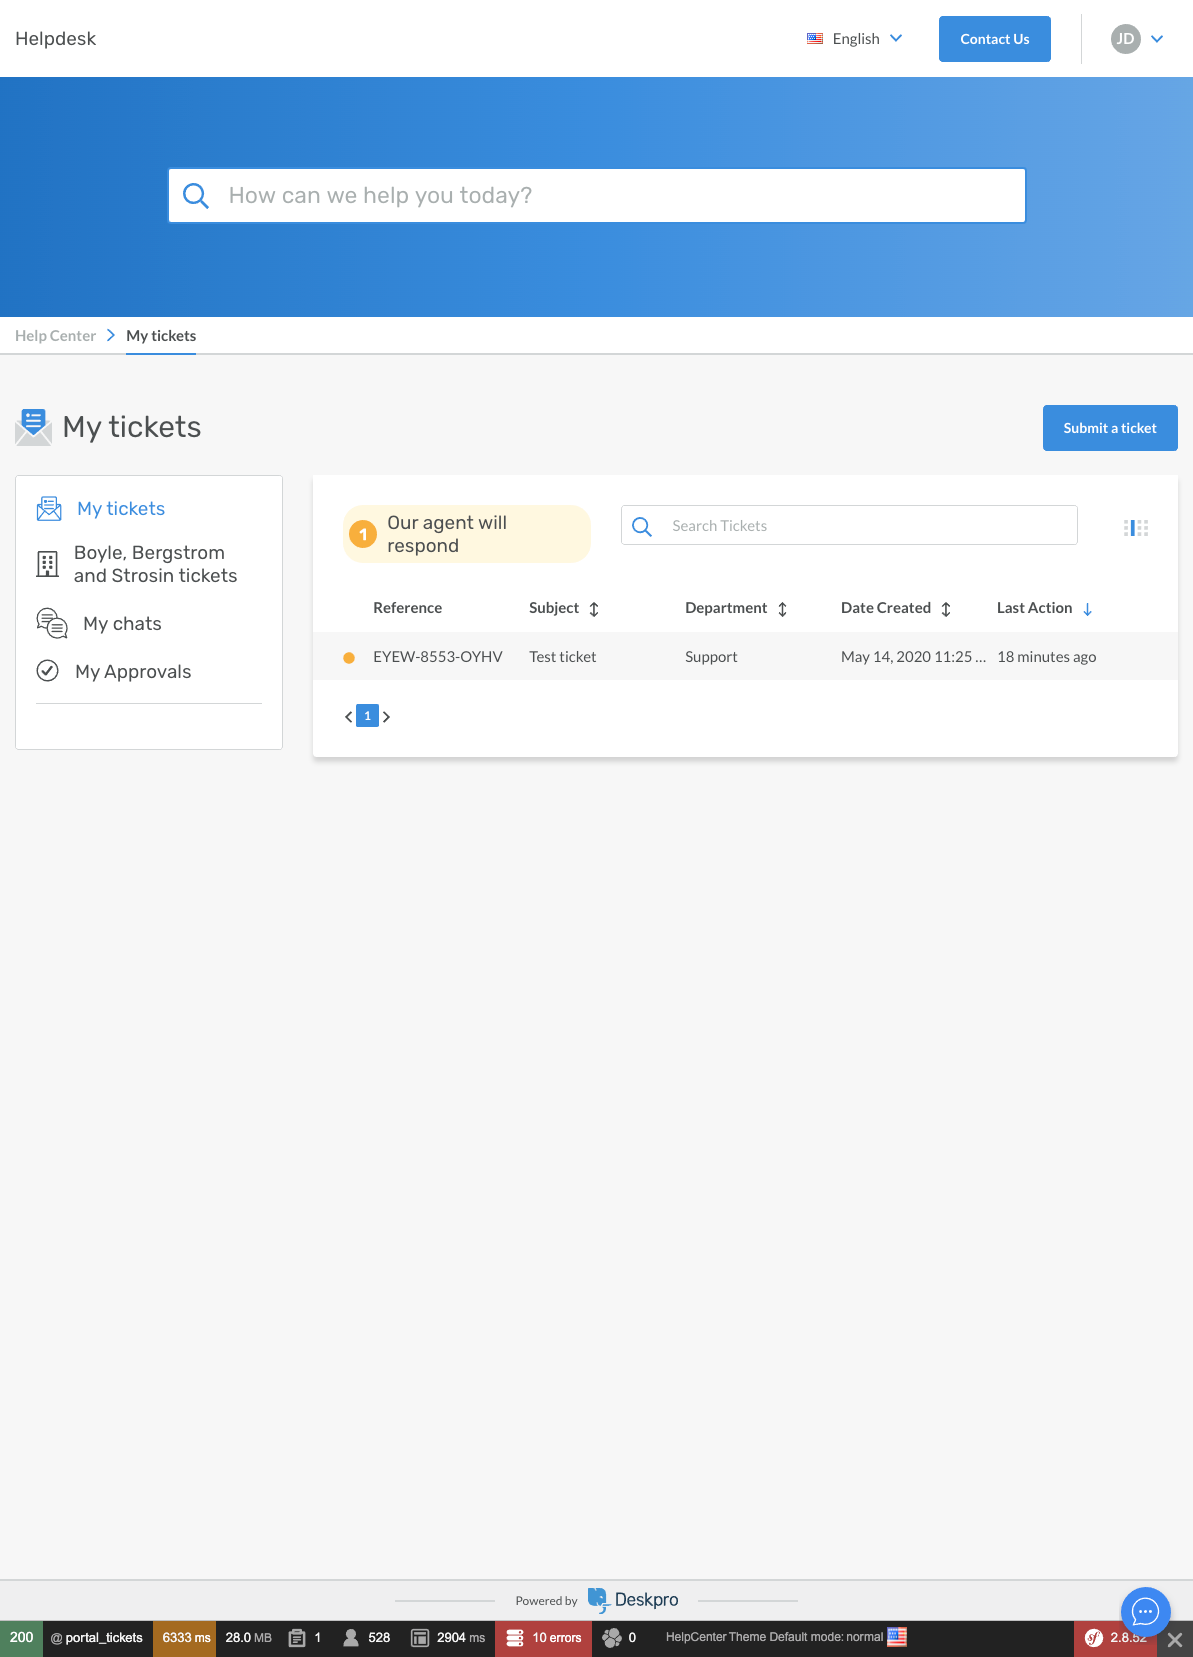 Helpdesk
English
Contact Us
JD
How can we help you today?
Help Center
My tickets
My tickets
Submit a ticket
My tickets
Boyle, Bergstrom
and Strosin tickets
My chats
My Approvals
1
Our agent will
respond
Search Tickets
Reference Subject Department Date Created Last Action
EYEW-8553-OYHV Test ticket Support May 14, 2020 11:25 ... 18 minutes ago
1
Powered by Deskpro
200 @ portal_tickets 6333 ms 28.0 MB 1 528 2904 ms 10 errors 0 HelpCenter Theme Default mode: normal sf 2.8.52